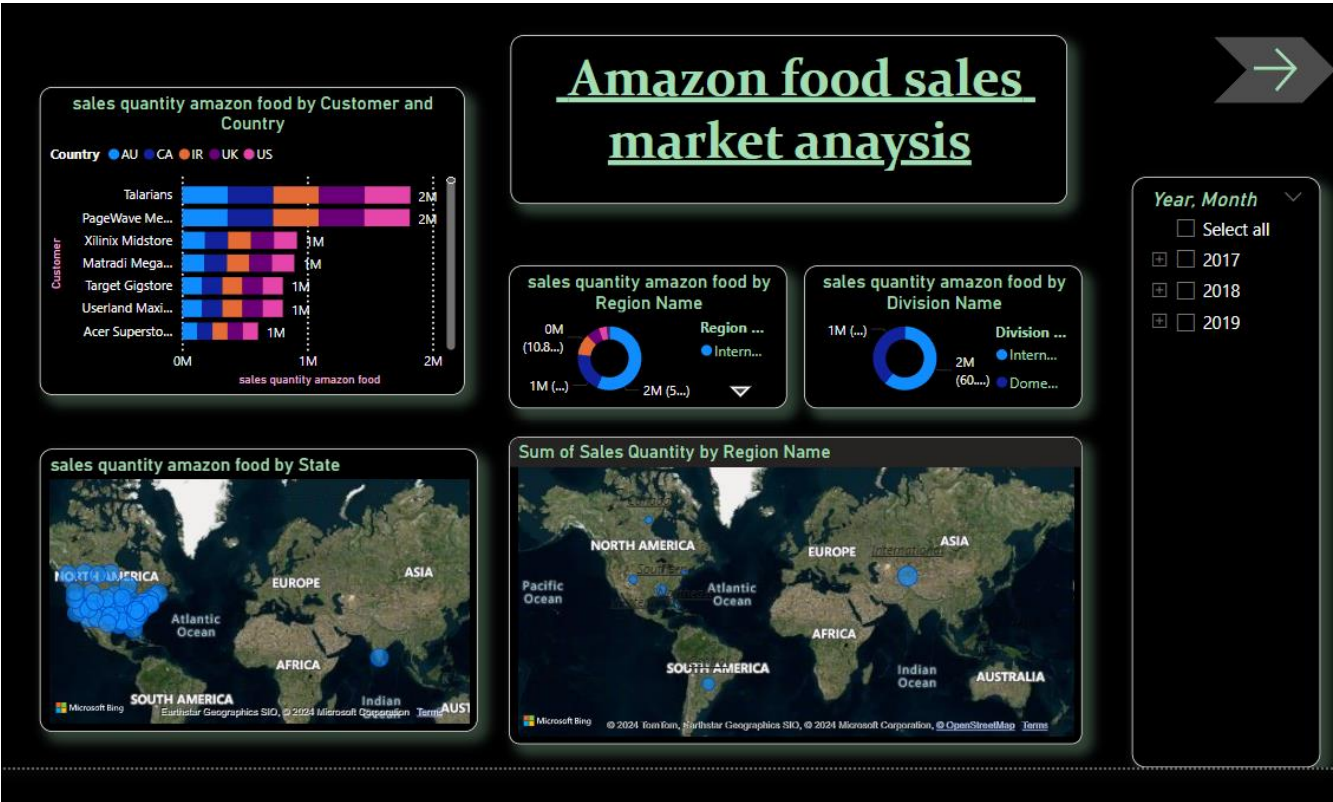 Amazon food sales
market anaysis
sales quantity amazon food by Customer and
Country
Country AU CA IR UK US
Talarians 2M
PageWave Me... 2M
Xilinix Midstore 1M
Matradi Mega... 1M
Target Gigstore 1M
Userland Maxi... 1M
Acer Supersto... 1M
Customer
0M 1M 2M
sales quantity amazon food
sales quantity amazon food by
Region Name
0M
(10.8...)
1M (...)
2M (5...)
Region ...
Intern...
sales quantity amazon food by
Division Name
1M (...)
2M
(60....)
Division ...
Intern...
Dome...
Year, Month
Select all
2017
2018
2019
sales quantity amazon food by State
NORTH AMERICA
EUROPE
ASIA
Atlantic
Ocean
AFRICA
SOUTH AMERICA
Indian
Ocean
AUST
Microsoft Bing
Earthstar Geographics SIO, © 2024 Microsoft Corporation Terms
Sum of Sales Quantity by Region Name
NORTH AMERICA
EUROPE
International
ASIA
Pacific
Ocean
Atlantic
Ocean
AFRICA
SOUTH AMERICA
Indian
Ocean
AUSTRALIA
Microsoft Bing
© 2024 TomTom, Earthstar Geographics SIO, © 2024 Microsoft Corporation, © OpenStreetMap Terms